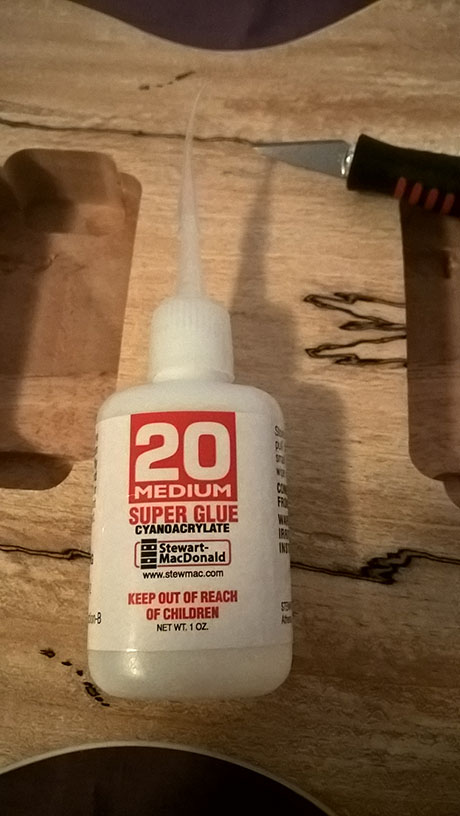 20
MEDIUM
SUPER GLUE
CYANOACRYLATE
Stewart-
MacDonald
www.stewmac.com
KEEP OUT OF REACH
OF CHILDREN
NET WT. 1 OZ.